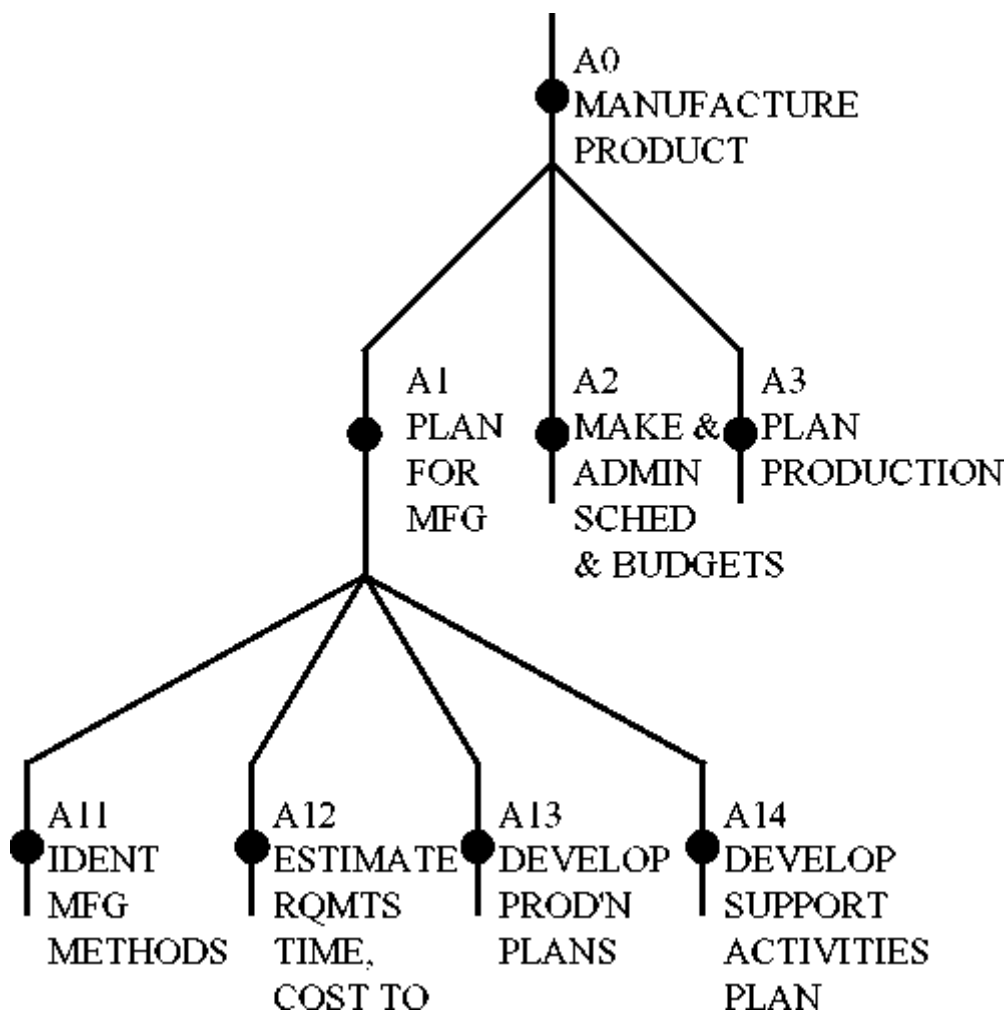 A0
MANUFACTURE
PRODUCT
A1
PLAN
FOR
MFG
A2
MAKE &
ADMIN
SCHED
& BUDGETS
A3
PLAN
PRODUCTION
A11
IDENT
MFG
METHODS
A12
ESTIMATE
RQMTS
TIME,
COST TO
A13
DEVELOP
PROD'N
PLANS
A14
DEVELOP
SUPPORT
ACTIVITIES
PLAN